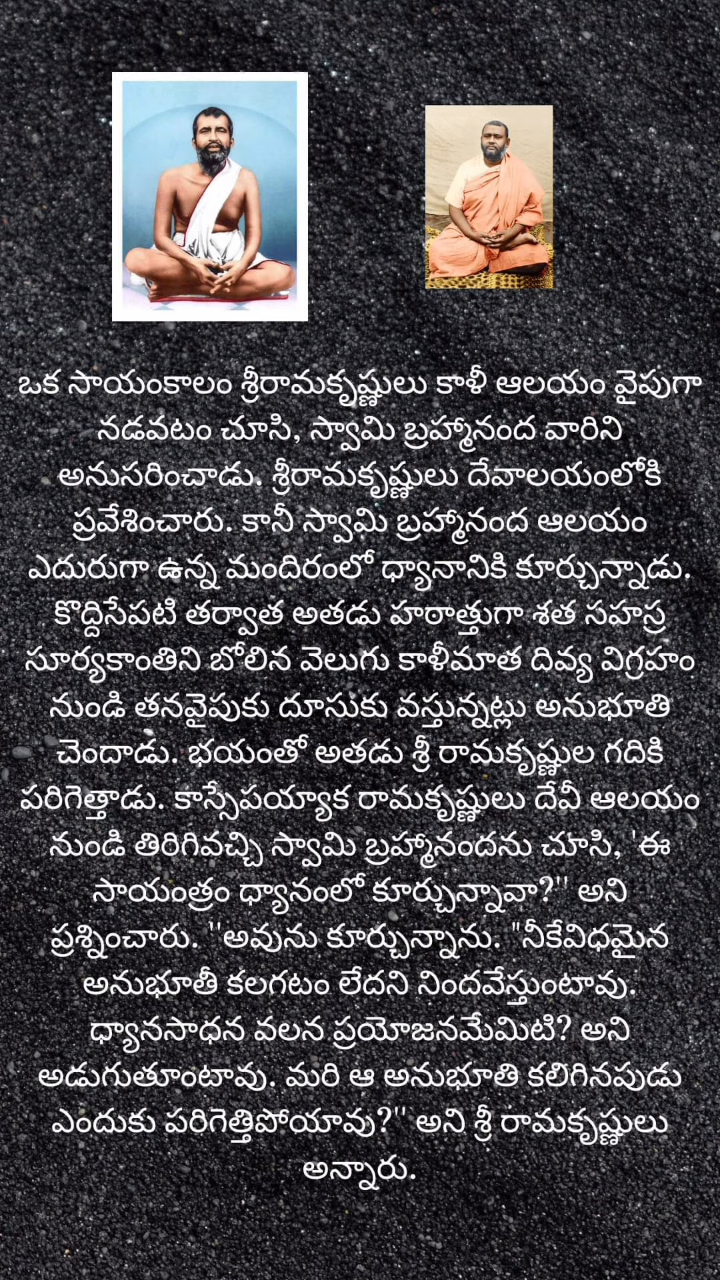 ఒక సాయంకాలం శ్రీరామకృష్ణులు కాళీ ఆలయం వైపుగా
నడవటం చూసి, స్వామి బ్రహ్మానంద వారిని
అనుసరించాడు. శ్రీరామకృష్ణులు దేవాలయంలోకి
ప్రవేశించారు. కానీ స్వామి బ్రహ్మానంద ఆలయం
ఎదురుగా ఉన్న మందిరంలో ధ్యానానికి కూర్చున్నాడు.
కొద్దిసేపటి తర్వాత అతడు హఠాత్తుగా శత సహస్ర
సూర్యకాంతిని బోలిన వెలుగు కాళీమాత దివ్య విగ్రహం
నుండి తనవైపుకు దూసుకు వస్తున్నట్లు అనుభూతి
చెందాడు. భయంతో అతడు శ్రీ రామకృష్ణుల గదికి
పరిగెత్తాడు. కాస్సేపయ్యాక రామకృష్ణులు దేవీ ఆలయం
నుండి తిరిగివచ్చి స్వామి బ్రహ్మానందను చూసి, 'ఈ
సాయంత్రం ధ్యానంలో కూర్చున్నావా?'' అని
ప్రశ్నించారు. ''అవును కూర్చున్నాను. "నీకేవిధమైన
అనుభూతీ కలగటం లేదని నిందవేస్తుంటావు.
ధ్యానసాధన వలన ప్రయోజనమేమిటి? అని
అడుగుతూంటావు. మరి ఆ అనుభూతి కలిగినపుడు
ఎందుకు పరిగెత్తిపోయావు?'' అని శ్రీ రామకృష్ణులు
అన్నారు.